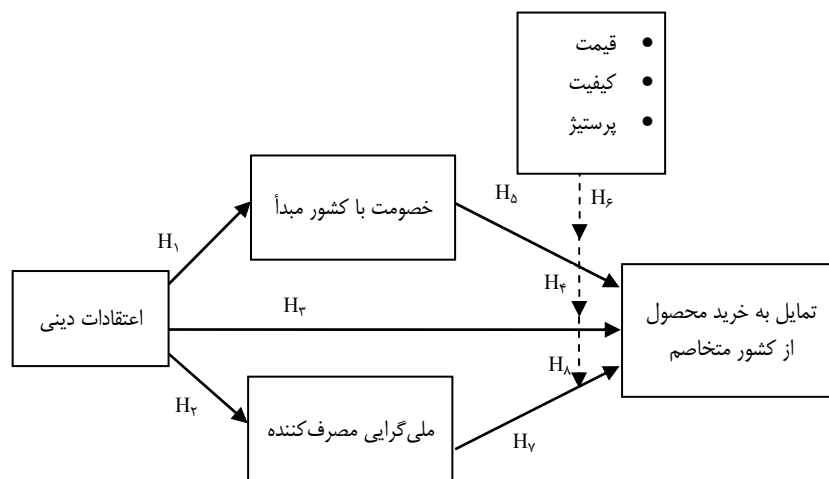 • قیمت
• کیفیت
• پرستیژ
H۶
خصومت با کشور مبدأ
H۵
H۱
اعتقادات دینی
H۳
H۴
تمایل به خرید محصول
از کشور متخاصم
H۲
ملی‌گرایی مصرف‌کننده
H۸
H۷